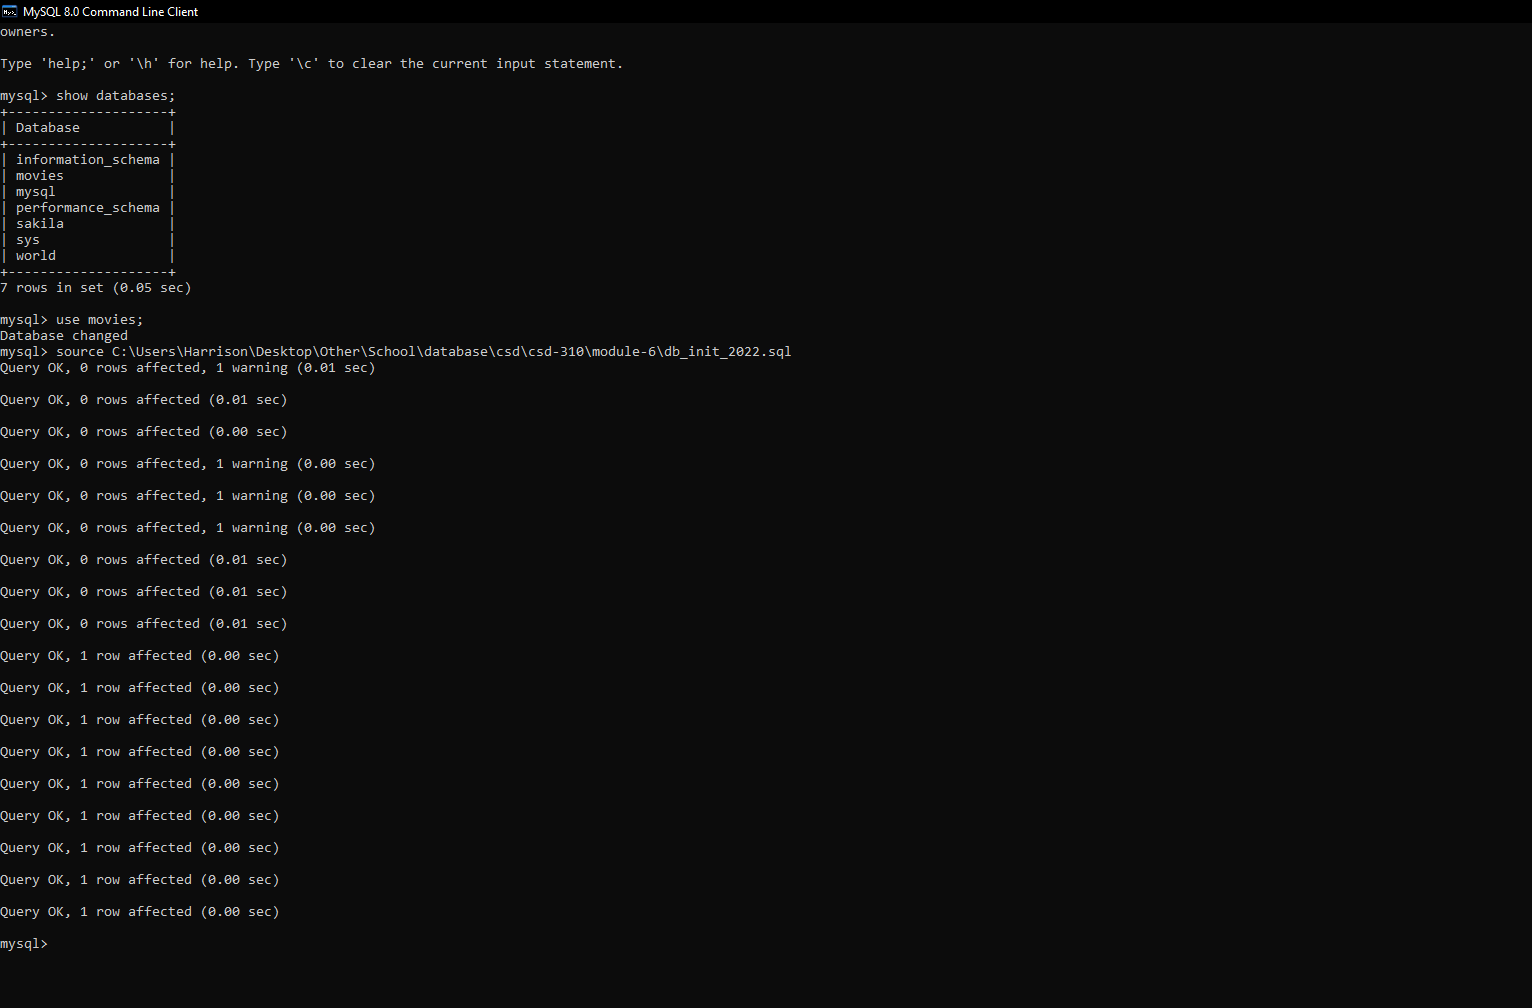 MySQL 8.0 Command Line Client
owners.
Type 'help;' or '\h' for help. Type '\c' to clear the current input statement.
mysql> show databases;
+--------------------+
| Database           |
+--------------------+
| information_schema |
| movies             |
| mysql              |
| performance_schema |
| sakila             |
| sys                |
| world              |
+--------------------+
7 rows in set (0.05 sec)
mysql> use movies;
Database changed
mysql> source C:\Users\Harrison\Desktop\Other\School\database\csd\csd-310\module-6\db_init_2022.sql
Query OK, 0 rows affected, 1 warning (0.01 sec)
Query OK, 0 rows affected (0.01 sec)
Query OK, 0 rows affected (0.00 sec)
Query OK, 0 rows affected, 1 warning (0.00 sec)
Query OK, 0 rows affected, 1 warning (0.00 sec)
Query OK, 0 rows affected, 1 warning (0.00 sec)
Query OK, 0 rows affected (0.01 sec)
Query OK, 0 rows affected (0.01 sec)
Query OK, 0 rows affected (0.01 sec)
Query OK, 1 row affected (0.00 sec)
Query OK, 1 row affected (0.00 sec)
Query OK, 1 row affected (0.00 sec)
Query OK, 1 row affected (0.00 sec)
Query OK, 1 row affected (0.00 sec)
Query OK, 1 row affected (0.00 sec)
Query OK, 1 row affected (0.00 sec)
Query OK, 1 row affected (0.00 sec)
Query OK, 1 row affected (0.00 sec)
mysql>